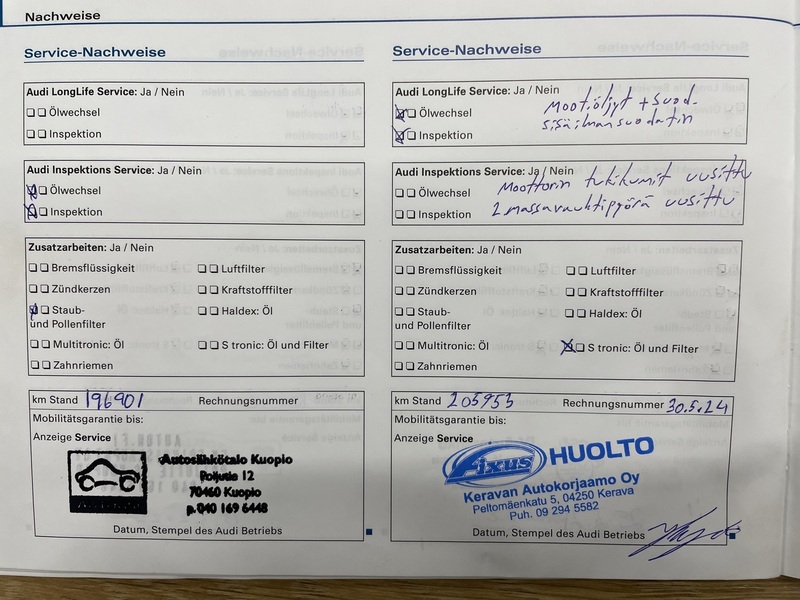 Nachweise
Service-Nachweise
Audi LongLife Service: Ja / Nein
Ölwechsel
Inspektion
Audi Inspektions Service: Ja / Nein
Ölwechsel
Inspektion
Zusatzarbeiten: Ja / Nein
Bremsflüssigkeit Luftfilter
Zündkerzen Kraftstofffilter
Staub- Haldex: Öl
und Pollenfilter
Multitronic: Öl S tronic: Öl und Filter
Zahnriemen
km Stand 196901 Rechnungsnummer
Mobilitätsgarantie bis:
Anzeige Service
Autosähkötalo Kuopio
12
70460 Kuopio
p. 040 169 6448
Datum, Stempel des Audi Betriebs
Service-Nachweise
Audi LongLife Service: Ja / Nein
Ölwechsel Mootiöljyt + suod.
Inspektion sisäilmansuodatin
Audi Inspektions Service: Ja / Nein
Ölwechsel Moottorin tukikumit uusittu
Inspektion 2 massavauhtipyörä uusittu
Zusatzarbeiten: Ja / Nein
Bremsflüssigkeit Luftfilter
Zündkerzen Kraftstofffilter
Staub- Haldex: Öl
und Pollenfilter
Multitronic: Öl S tronic: Öl und Filter
Zahnriemen
km Stand 205953 Rechnungsnummer 30.5.24
Mobilitätsgarantie bis:
Anzeige Service
Fixus HUOLTO
Keravan Autokorjaamo Oy
Peltomäenkatu 5, 04250 Kerava
Puh. 09 294 5582
Datum, Stempel des Audi Betriebs